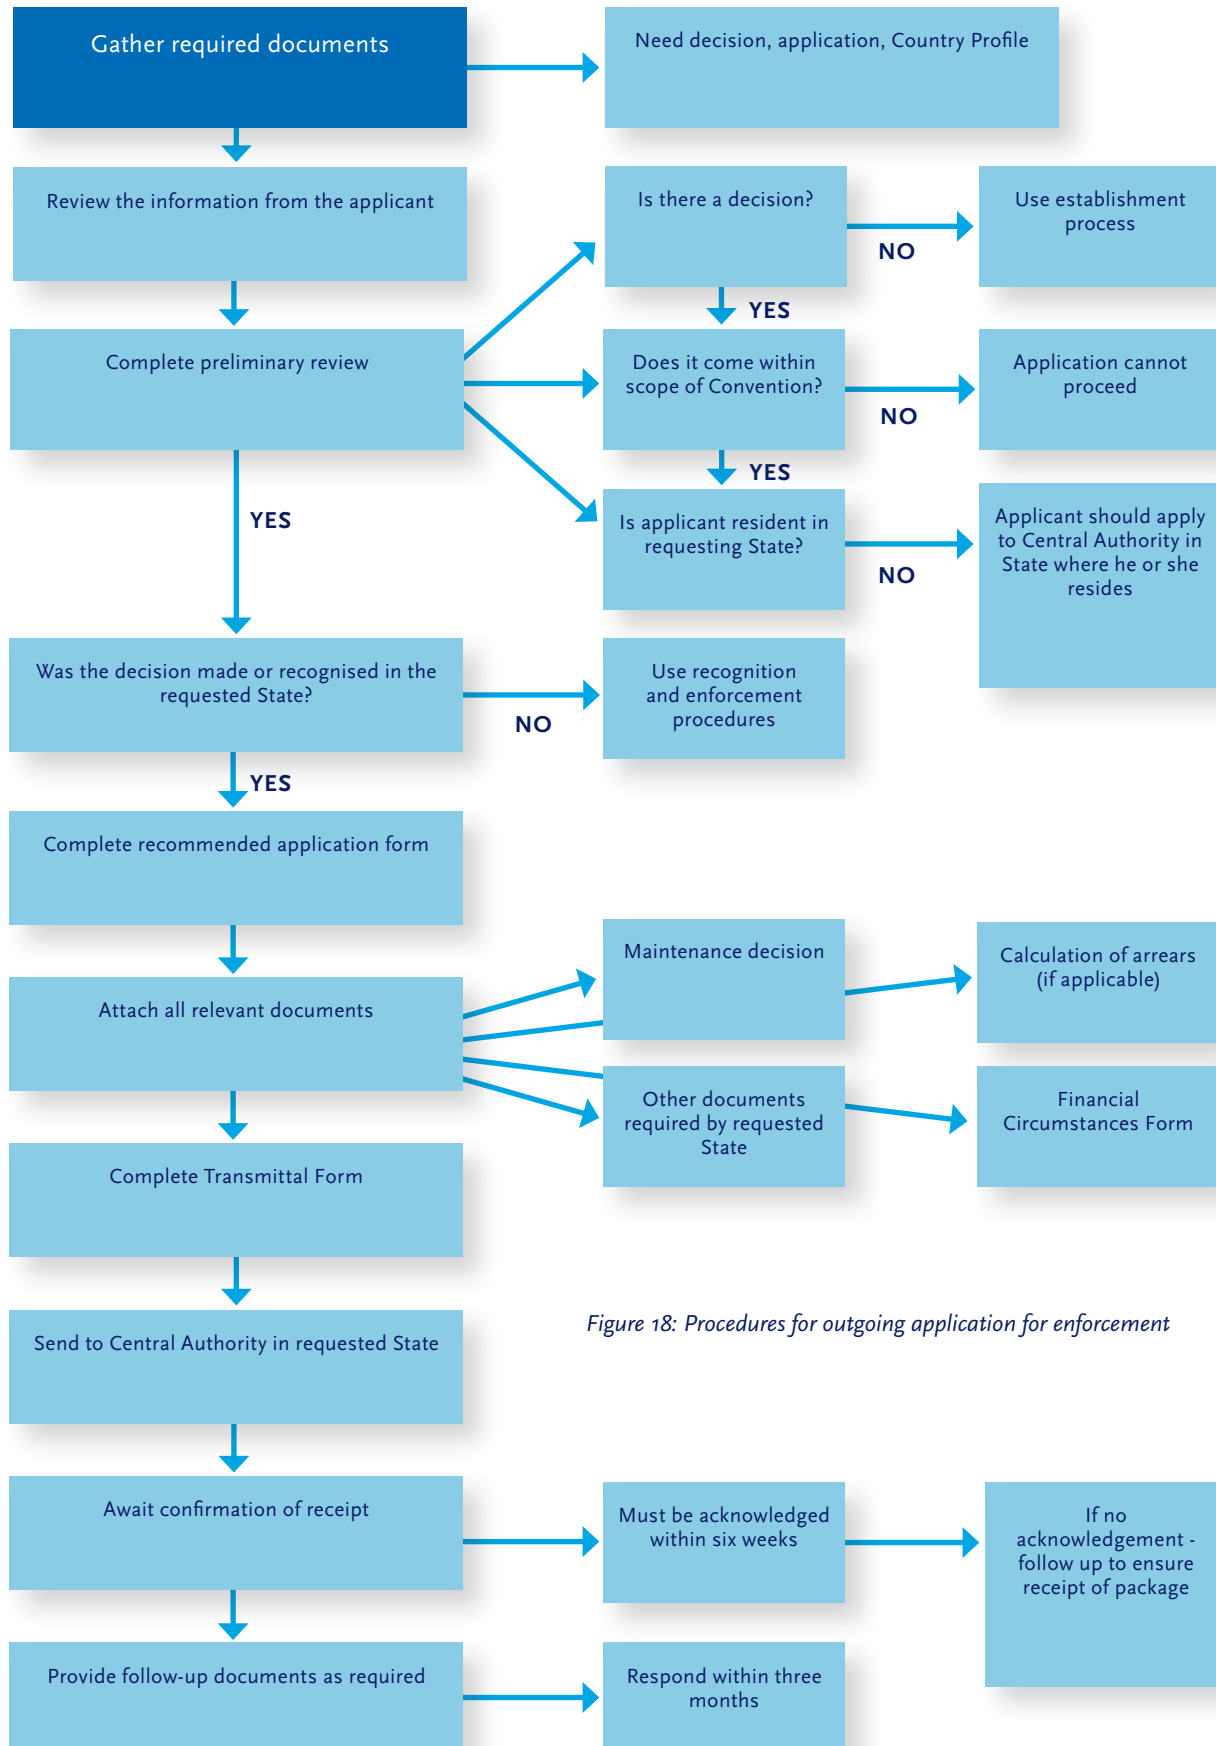 Gather required documents
Need decision, application, Country Profile
Review the information from the applicant
Is there a decision?
NO
Use establishment
process
YES
Complete preliminary review
Does it come within
scope of Convention?
NO
Application cannot
proceed
YES
YES
Is applicant resident in
requesting State?
NO
Applicant should apply
to Central Authority in
State where he or she
resides
Was the decision made or recognised in the
requested State?
NO
Use recognition
and enforcement
procedures
YES
Complete recommended application form
Attach all relevant documents
Maintenance decision
Calculation of arrears
(if applicable)
Other documents
required by requested
State
Financial
Circumstances Form
Complete Transmittal Form
Send to Central Authority in requested State
Figure 18: Procedures for outgoing application for enforcement
Await confirmation of receipt
Must be acknowledged
within six weeks
If no
acknowledgement -
follow up to ensure
receipt of package
Provide follow-up documents as required
Respond within three
months